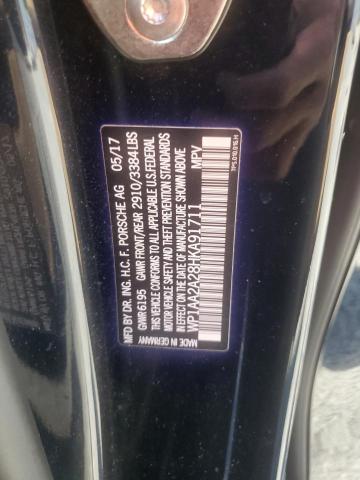 MFD BY DR. ING. H.C. F. PORSCHE AG 05/17
GVWR 6195 GAWR FRONT/REAR 2910/3384LBS
THIS VEHICLE CONFORMS TO ALL APPLICABLE U.S. FEDERAL
MOTOR VEHICLE SAFETY AND THEFT PREVENTION STANDARDS
IN EFFECT ON THE DATE OF MANUFACTURE SHOWN ABOVE
WP1AA2A28HKA91711 MPV
MADE IN GERMANY